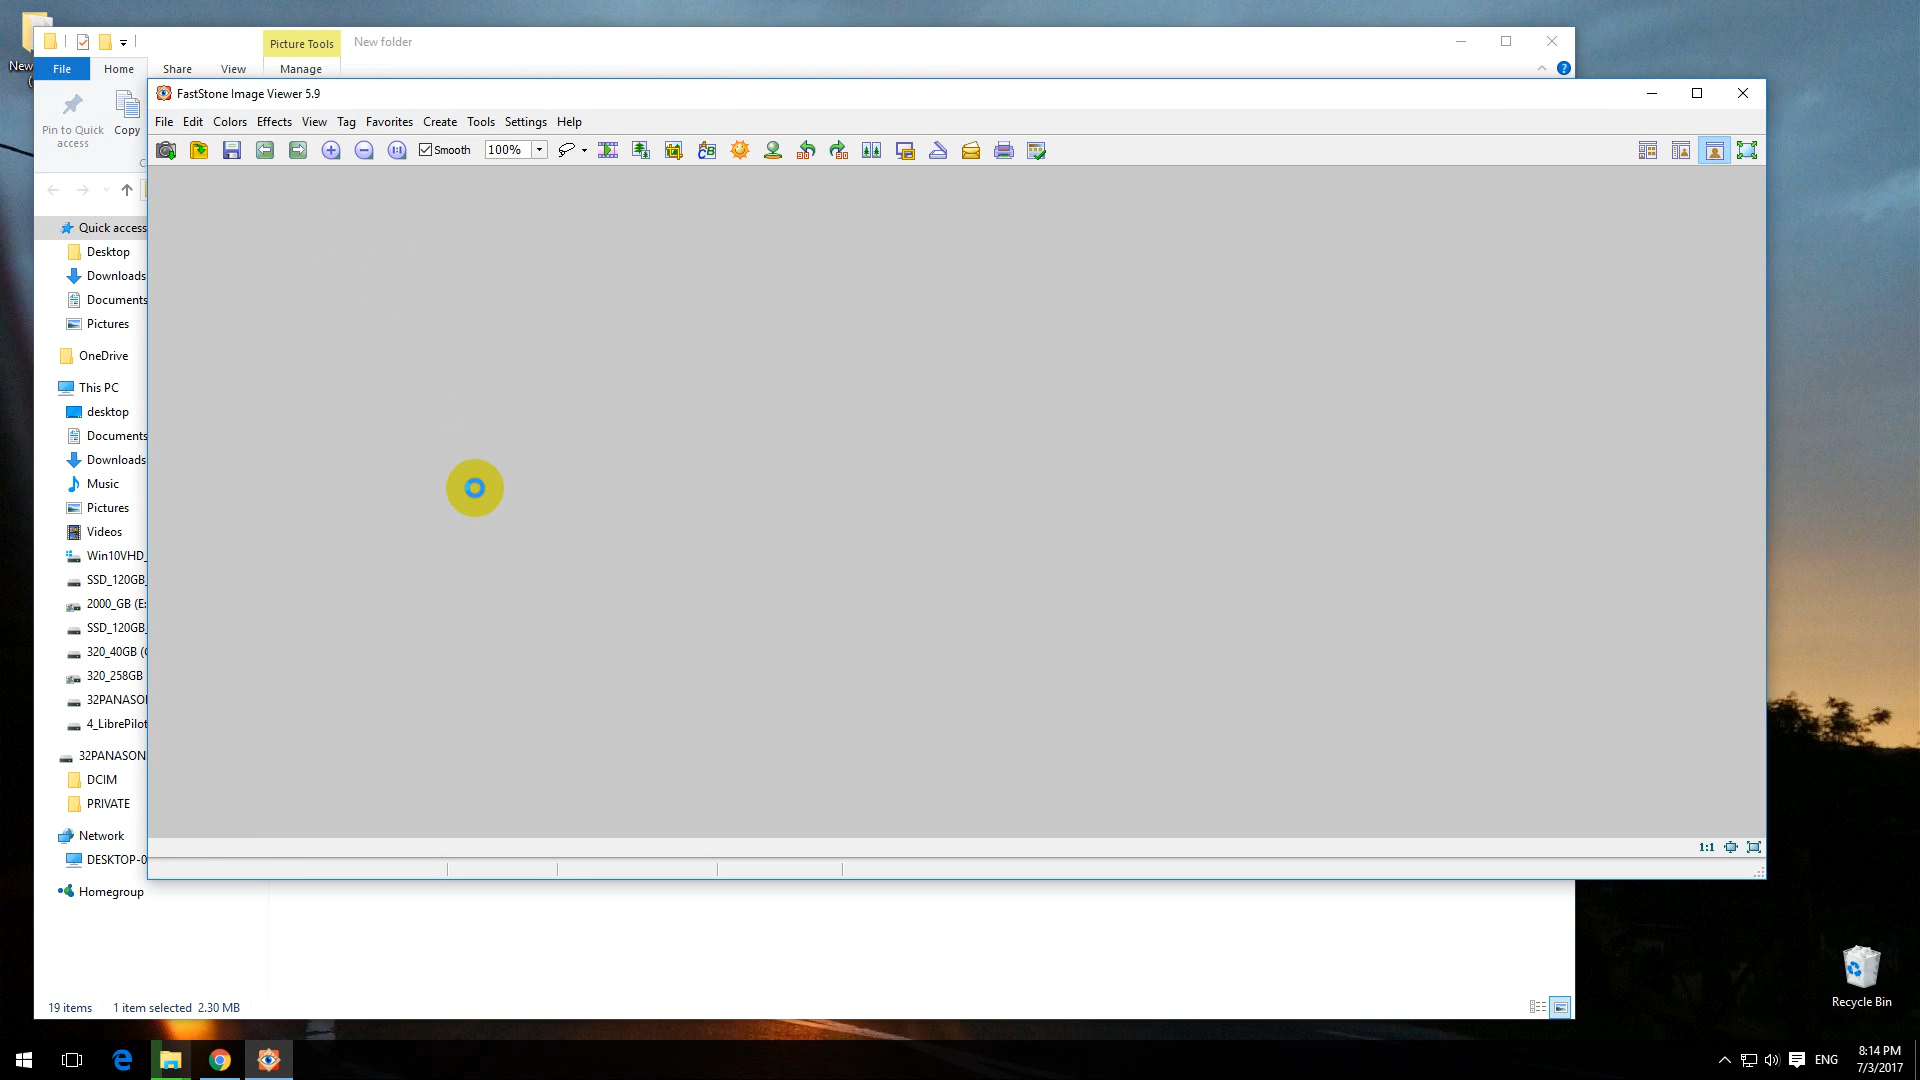 New
(
Picture Tools
New folder
File
Home
Share
View
Manage
Pin to Quick
access
Copy
C
FastStone Image Viewer 5.9
File Edit Colors Effects View Tag Favorites Create Tools Settings Help
Smooth
100%
Quick access
Desktop
Downloads
Documents
Pictures
OneDrive
This PC
desktop
Documents
Downloads
Music
Pictures
Videos
Win10VHD_
SSD_120GB_
2000_GB (E:
SSD_120GB_
320_40GB (
320_258GB
32PANASO
4_LibrePilot
32PANASON
DCIM
PRIVATE
Network
DESKTOP-0
Homegroup
1:1
19 items 1 item selected 2.30 MB
Recycle Bin
ENG
8:14 PM
7/3/2017